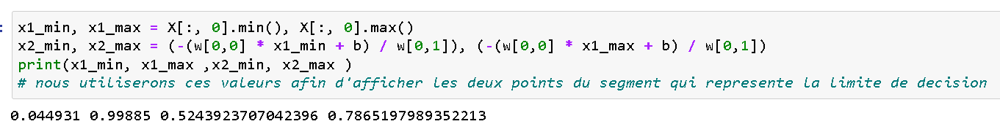 x1_min, x1_max = X[:, 0].min(), X[:, 0].max()
x2_min, x2_max = (-(w[0,0] * x1_min + b) / w[0,1]), (-(w[0,0] * x1_max + b) / w[0,1])
print(x1_min, x1_max ,x2_min, x2_max )
# nous utiliserons ces valeurs afin d'afficher les deux points du segment qui represente la limite de decision
0.044931 0.99885 0.5243923707042396 0.7865197989352213